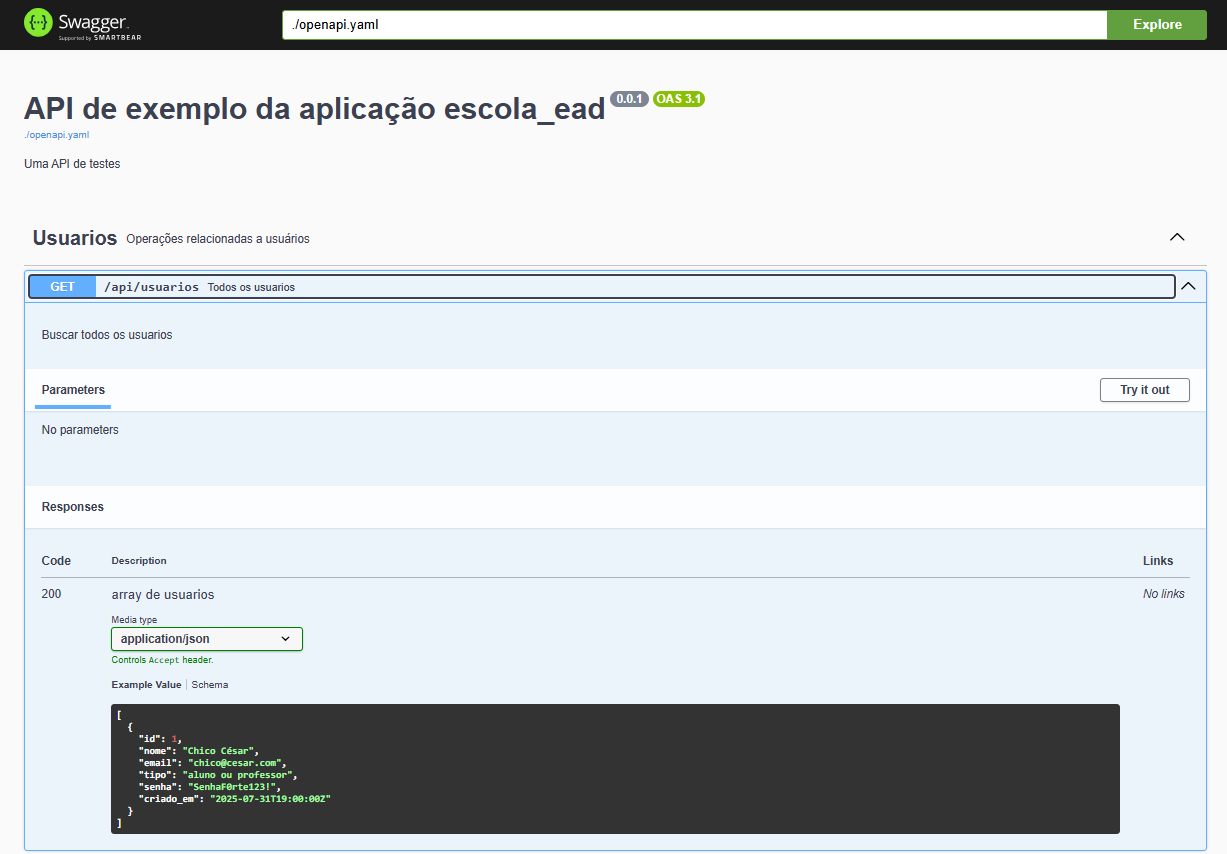 Swagger
Supported by SMARTBEAR
./openapi.yaml
Explore
API de exemplo da aplicação escola_ead 0.0.1 OAS 3.1
./openapi.yaml
Uma API de testes
Usuarios Operações relacionadas a usuários
GET /api/usuarios Todos os usuarios
Buscar todos os usuarios
Parameters
Try it out
No parameters
Responses
Code Description Links
200 array de usuarios No links
Media type
application/json
Controls Accept header.
Example Value | Schema
[
{
"id": 1,
"nome": "Chico César",
"email": "chico@cesar.com",
"tipo": "aluno ou professor",
"senha": "SenhaF0rte123!",
"criado_em": "2025-07-31T19:00:00Z"
}
]